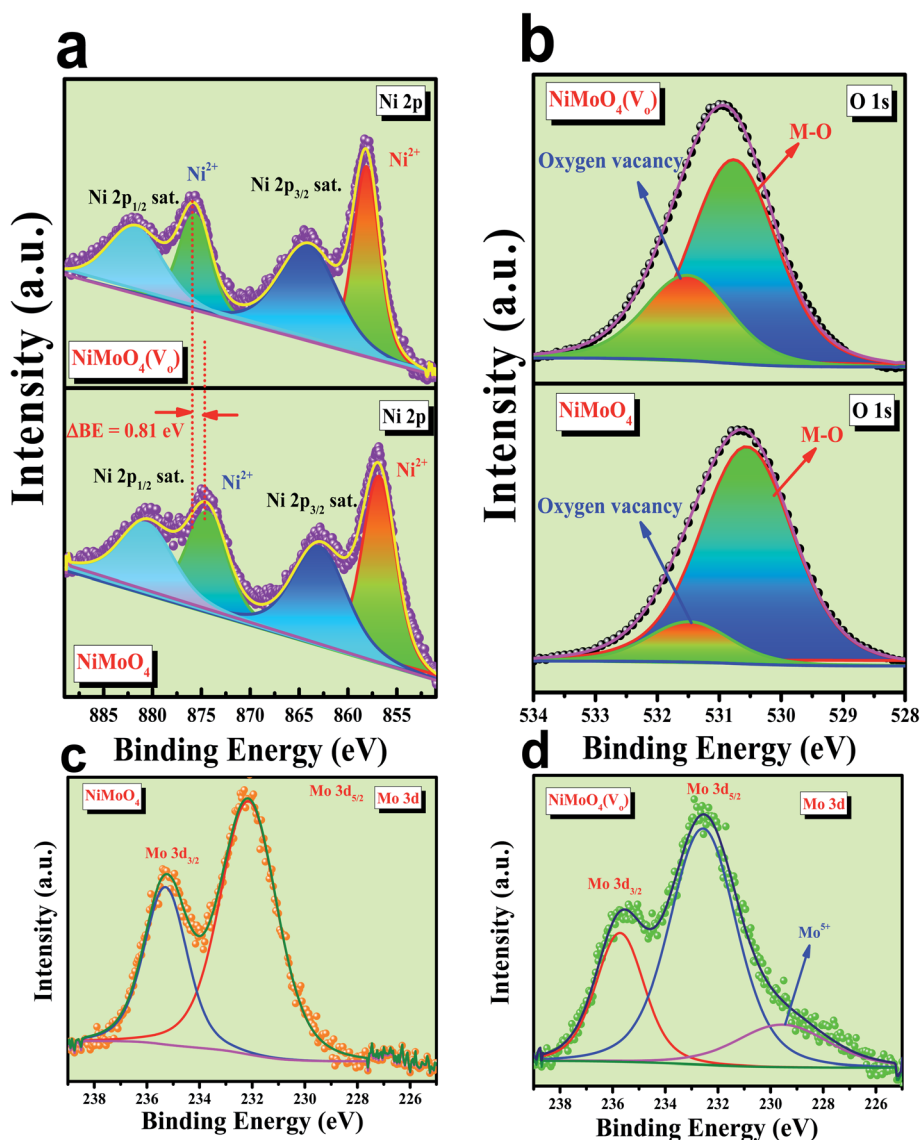 a
Intensity (a.u.)
Ni 2p
Ni 2p1/2 sat.
Ni2+
Ni 2p3/2 sat.
Ni2+
NiMoO4(Vo)
Ni 2p
ΔBE = 0.81 eV
Ni 2p1/2 sat.
Ni2+
Ni 2p3/2 sat.
Ni2+
NiMoO4
885 880 875 870 865 860 855
Binding Energy (eV)
b
Intensity (a.u.)
NiMoO4(Vo)
O 1s
M-O
Oxygen vacancy
NiMoO4
O 1s
M-O
Oxygen vacancy
534 533 532 531 530 529 528
Binding Energy (eV)
c
Intensity (a.u.)
NiMoO4
Mo 3d5/2
Mo 3d
Mo 3d3/2
238 236 234 232 230 228 226
Binding Energy (eV)
d
Intensity (a.u.)
NiMoO4(Vo)
Mo 3d5/2
Mo 3d
Mo 3d3/2
Mo5+
238 236 234 232 230 228 226
Binding Energy (eV)